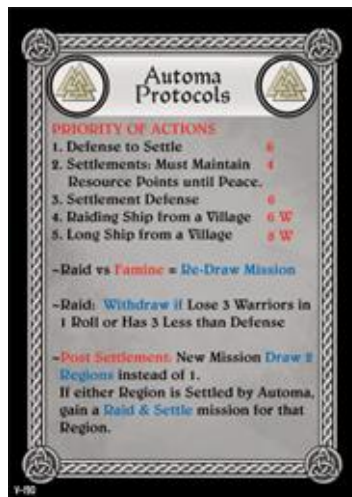 Automa
Protocols
PRIORITY OF ACTIONS
1. Defense to Settle 6
2. Settlements: Must Maintain 4
Resource Points until Peace.
3. Settlement Defense 6
4. Raiding Ship from a Village 6 W
5. Long Ship from a Village 8 W
~Raid vs Famine = Re-Draw Mission
~Raid: Withdraw if Lose 3 Warriors in
1 Roll or Has 3 Less than Defense
~Post Settlement: New Mission Draw 2
Regions instead of 1.
If either Region is Settled by Automa,
gain a Raid & Settle mission for that
Region.
V-190